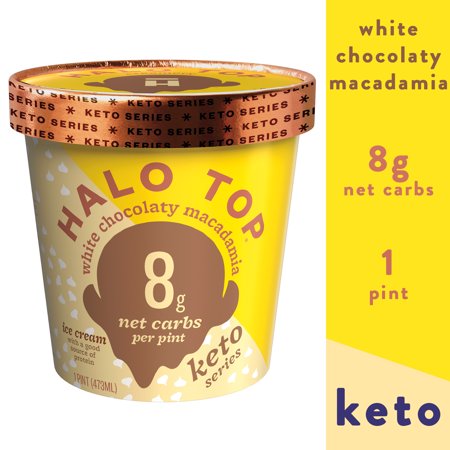 HALO TOP
H
KETO SERIES * KETO SERIES * KETO SERIES
KETO SERIES * KETO SERIES * KETO SERIES
HALO TOP
white chocolaty macadamia
8g
net carbs
per pint
ice cream
with a good
source of
protein
keto
series
1 PINT (473ML)
white
chocolaty
macadamia
8g
net carbs
1
pint
keto